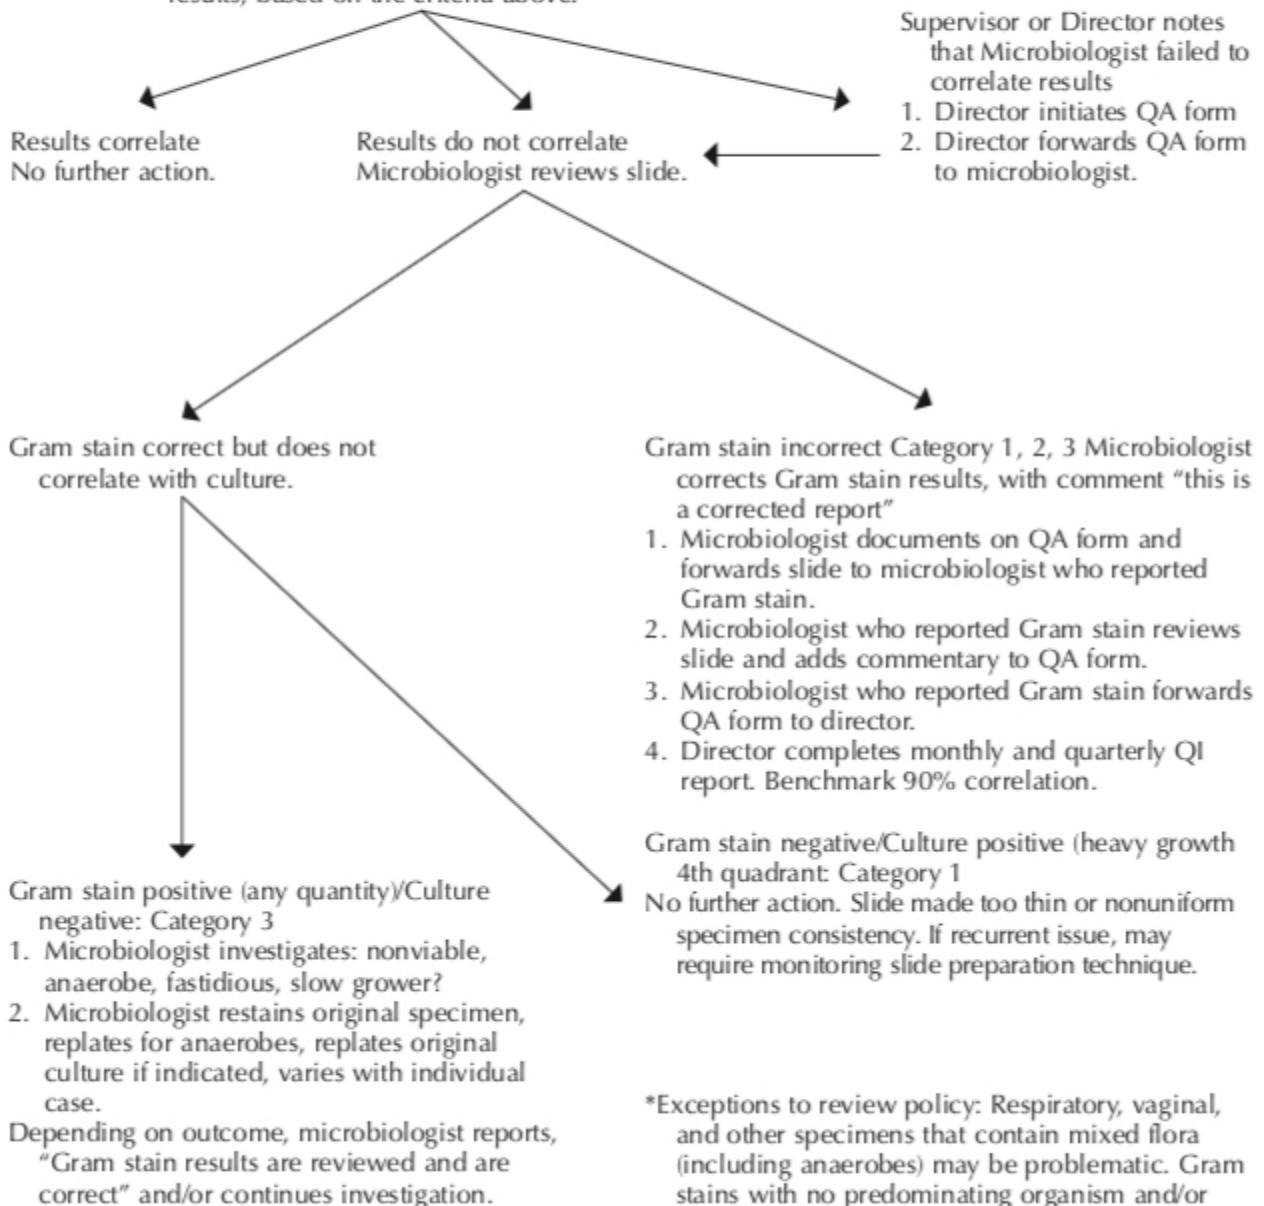 results, based on the criteria above.
Supervisor or Director notes
that Microbiologist failed to
correlate results
1. Director initiates QA form
2. Director forwards QA form
to microbiologist.
Results correlate
No further action.
Results do not correlate
Microbiologist reviews slide.
Gram stain correct but does not
correlate with culture.
Gram stain incorrect Category 1, 2, 3 Microbiologist
corrects Gram stain results, with comment “this is
a corrected report”
1. Microbiologist documents on QA form and
forwards slide to microbiologist who reported
Gram stain.
2. Microbiologist who reported Gram stain reviews
slide and adds commentary to QA form.
3. Microbiologist who reported Gram stain forwards
QA form to director.
4. Director completes monthly and quarterly QI
report. Benchmark 90% correlation.
Gram stain negative/Culture positive (heavy growth
4th quadrant: Category 1
No further action. Slide made too thin or nonuniform
specimen consistency. If recurrent issue, may
require monitoring slide preparation technique.
Gram stain positive (any quantity)/Culture
negative: Category 3
1. Microbiologist investigates: nonviable,
anaerobe, fastidious, slow grower?
2. Microbiologist restains original specimen,
replates for anaerobes, replates original
culture if indicated, varies with individual
case.
Depending on outcome, microbiologist reports,
“Gram stain results are reviewed and are
correct” and/or continues investigation.
*Exceptions to review policy: Respiratory, vaginal,
and other specimens that contain mixed flora
(including anaerobes) may be problematic. Gram
stains with no predominating organism and/or